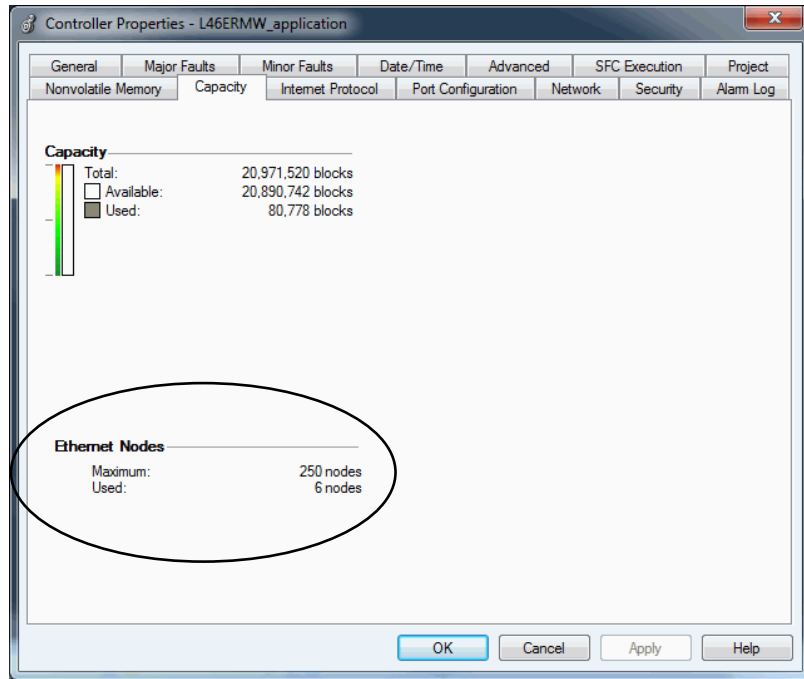 Controller Properties - L46ERMW_application
General Major Faults Minor Faults Date/Time Advanced SFC Execution Project
Nonvolatile Memory Capacity Internet Protocol Port Configuration Network Security Alarm Log
Capacity
Total: 20,971,520 blocks
Available: 20,890,742 blocks
Used: 80,778 blocks
Ethernet Nodes
Maximum: 250 nodes
Used: 6 nodes
OK Cancel Apply Help